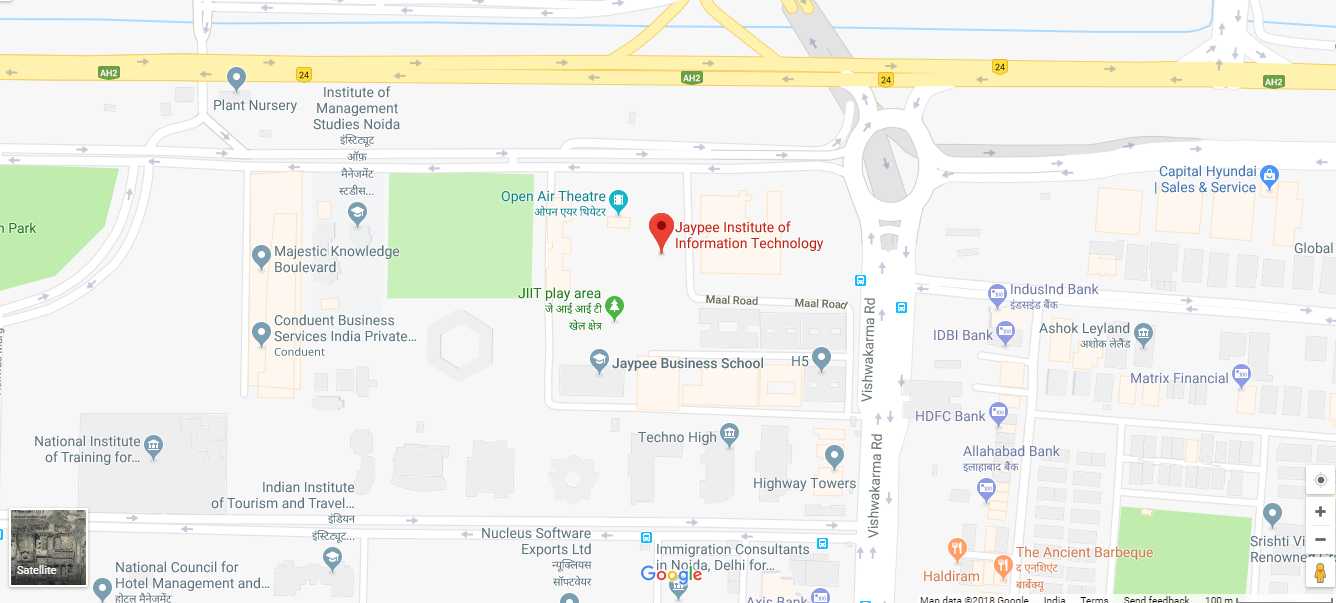 AH2
24
AH2
24
24
AH2
Plant Nursery
Institute of
Management
Studies Noida
इंस्टिट्यूट
ऑफ़
मैनेजमेंट
स्टडीस...
Capital Hyundai
| Sales & Service
Open Air Theatre
ओपन एयर थियेटर
Jaypee Institute of
Information Technology
Park
Majestic Knowledge
Boulevard
Global
JIIT play area
जे आई आई टी
खेल क्षेत्र
Maal Road
Maal Road
IndusInd Bank
इंडसइंड बैंक
IDBI Bank
Ashok Leyland
अशोक लेलैंड
Conduent Business
Services India Private...
Conduent
Vishwakarma Rd
Jaypee Business School
H5
Matrix Financial
HDFC Bank
National Institute
of Training for...
Techno High
Allahabad Bank
इलाहाबाद बैंक
Vishwakarma Rd
Highway Towers
Indian Institute
of Tourism and Travel...
इंडियन
इंस्टिट्यूट...
Nucleus Software
Exports Ltd
न्यूक्लियस
सॉफ्टवेयर
Immigration Consultants
in Noida, Delhi for...
Srishti Vi
Renowne
The Ancient Barbeque
द एनशिएंट
बार्बेक्यू
Haldiram
National Council for
Hotel Management and...
होटल मैनेजमेंट
Satellite
Google
Axis Bank
Map data ©2018 Google
India
Terms
Send feedback
100 m